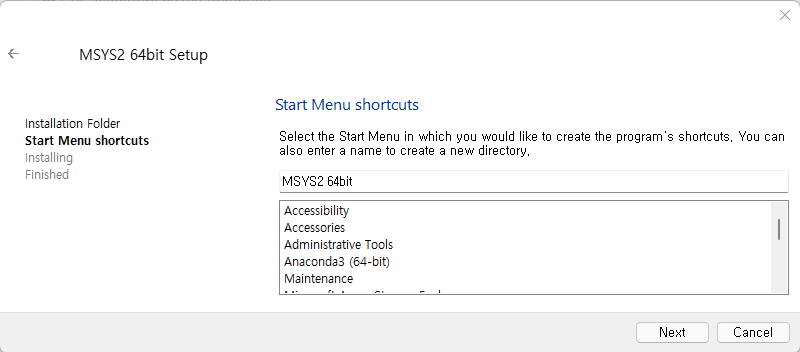 MSYS2 64bit Setup
Installation Folder
Start Menu shortcuts
Installing
Finished
Start Menu shortcuts
Select the Start Menu in which you would like to create the program's shortcuts. You can
also enter a name to create a new directory.
MSYS2 64bit
Accessibility
Accessories
Administrative Tools
Anaconda3 (64-bit)
Maintenance
Next
Cancel